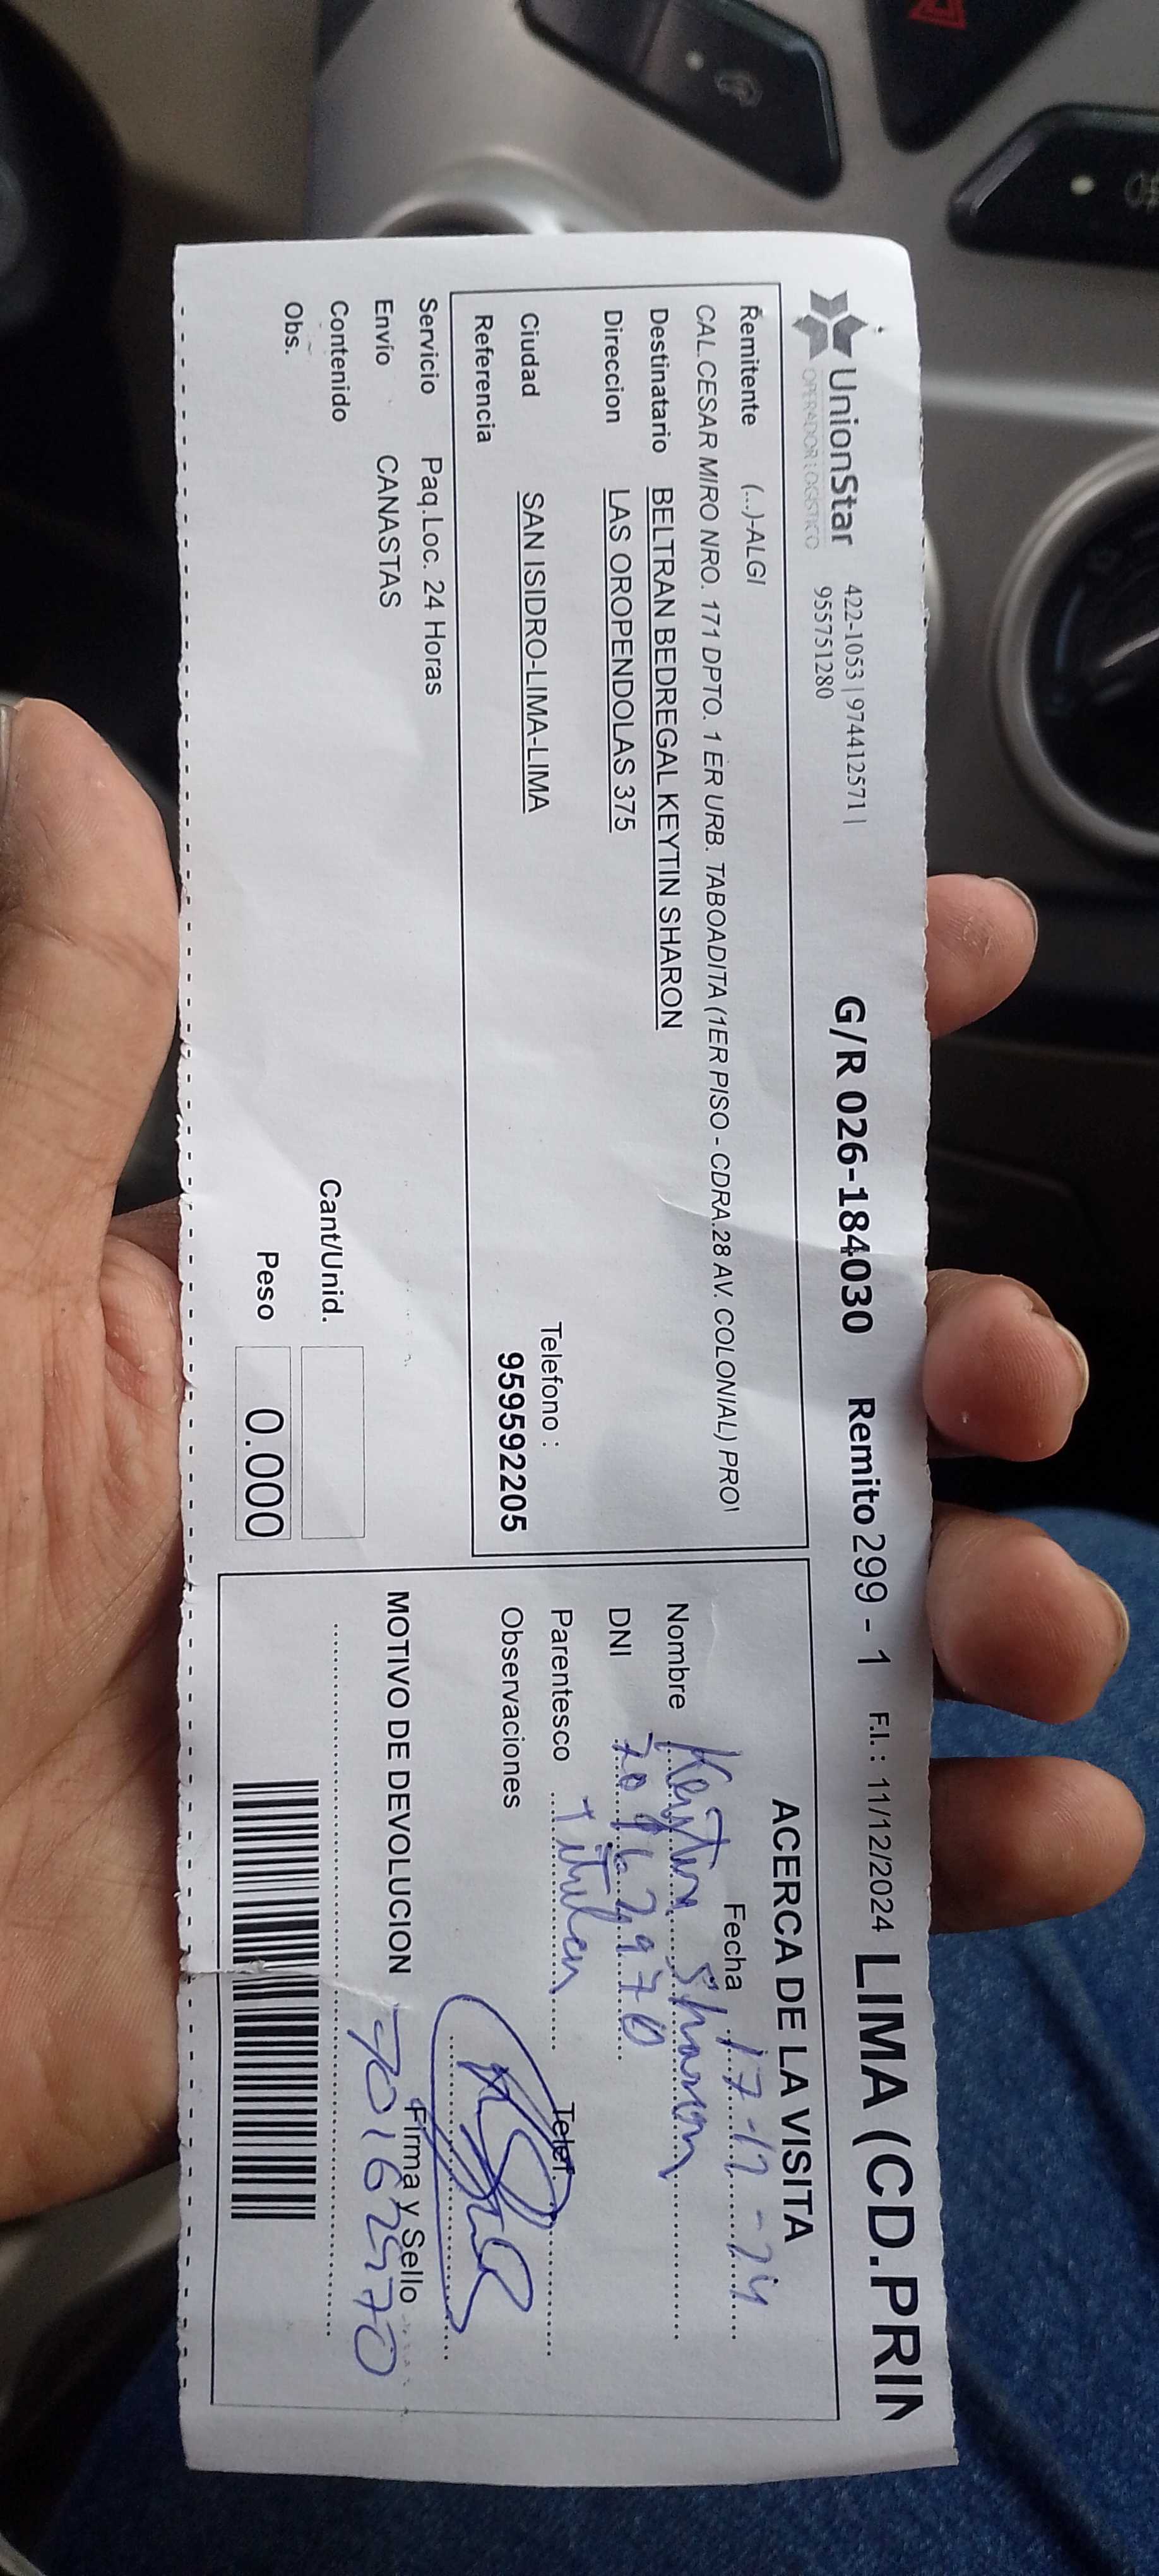 UnionStar
OPERADOR LOGISTICO
422-1053 | 974412571 |
955751280
G/R 026-184030
Remito 299 - 1
F.I. : 11/12/2024
LIMA (CD.PRIN
Remitente (...)-ALGI
CAL.CESAR MIRO NRO. 171 DPTO. 1 ER URB. TABOADITA (1ER PISO - CDRA.28 AV. COLONIAL) PROV
Destinatario BELTRAN BEDREGAL KEYTIN SHARON
Direccion LAS OROPENDOLAS 375
Ciudad SAN ISIDRO-LIMA-LIMA
Telefono :
Referencia
959592205
Servicio Paq.Loc. 24 Horas
Envío CANASTAS
Contenido
Obs.
Cant/Unid.
Peso 0.000
ACERCA DE LA VISITA
Fecha 17-12-24
Nombre Keytin Sharon
DNI 70162970
Parentesco Titular
Telef.
Observaciones
Firma y Sello
MOTIVO DE DEVOLUCION
70162970